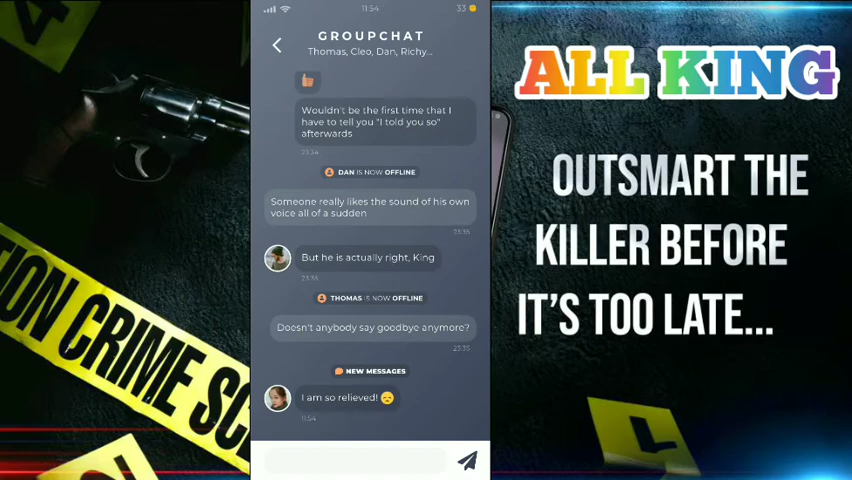 11:54
33
GROUPCHAT
Thomas, Cleo, Dan, Richy...
Wouldn't be the first time that I
have to tell you "I told you so"
afterwards
23:34
DAN IS NOW OFFLINE
Someone really likes the sound of his own
voice all of a sudden
23:35
But he is actually right, King
23:35
THOMAS IS NOW OFFLINE
Doesn't anybody say goodbye anymore?
23:35
NEW MESSAGES
I am so relieved!
11:54
ALL KING
OUTSMART THE
KILLER BEFORE
IT'S TOO LATE...
CRIME